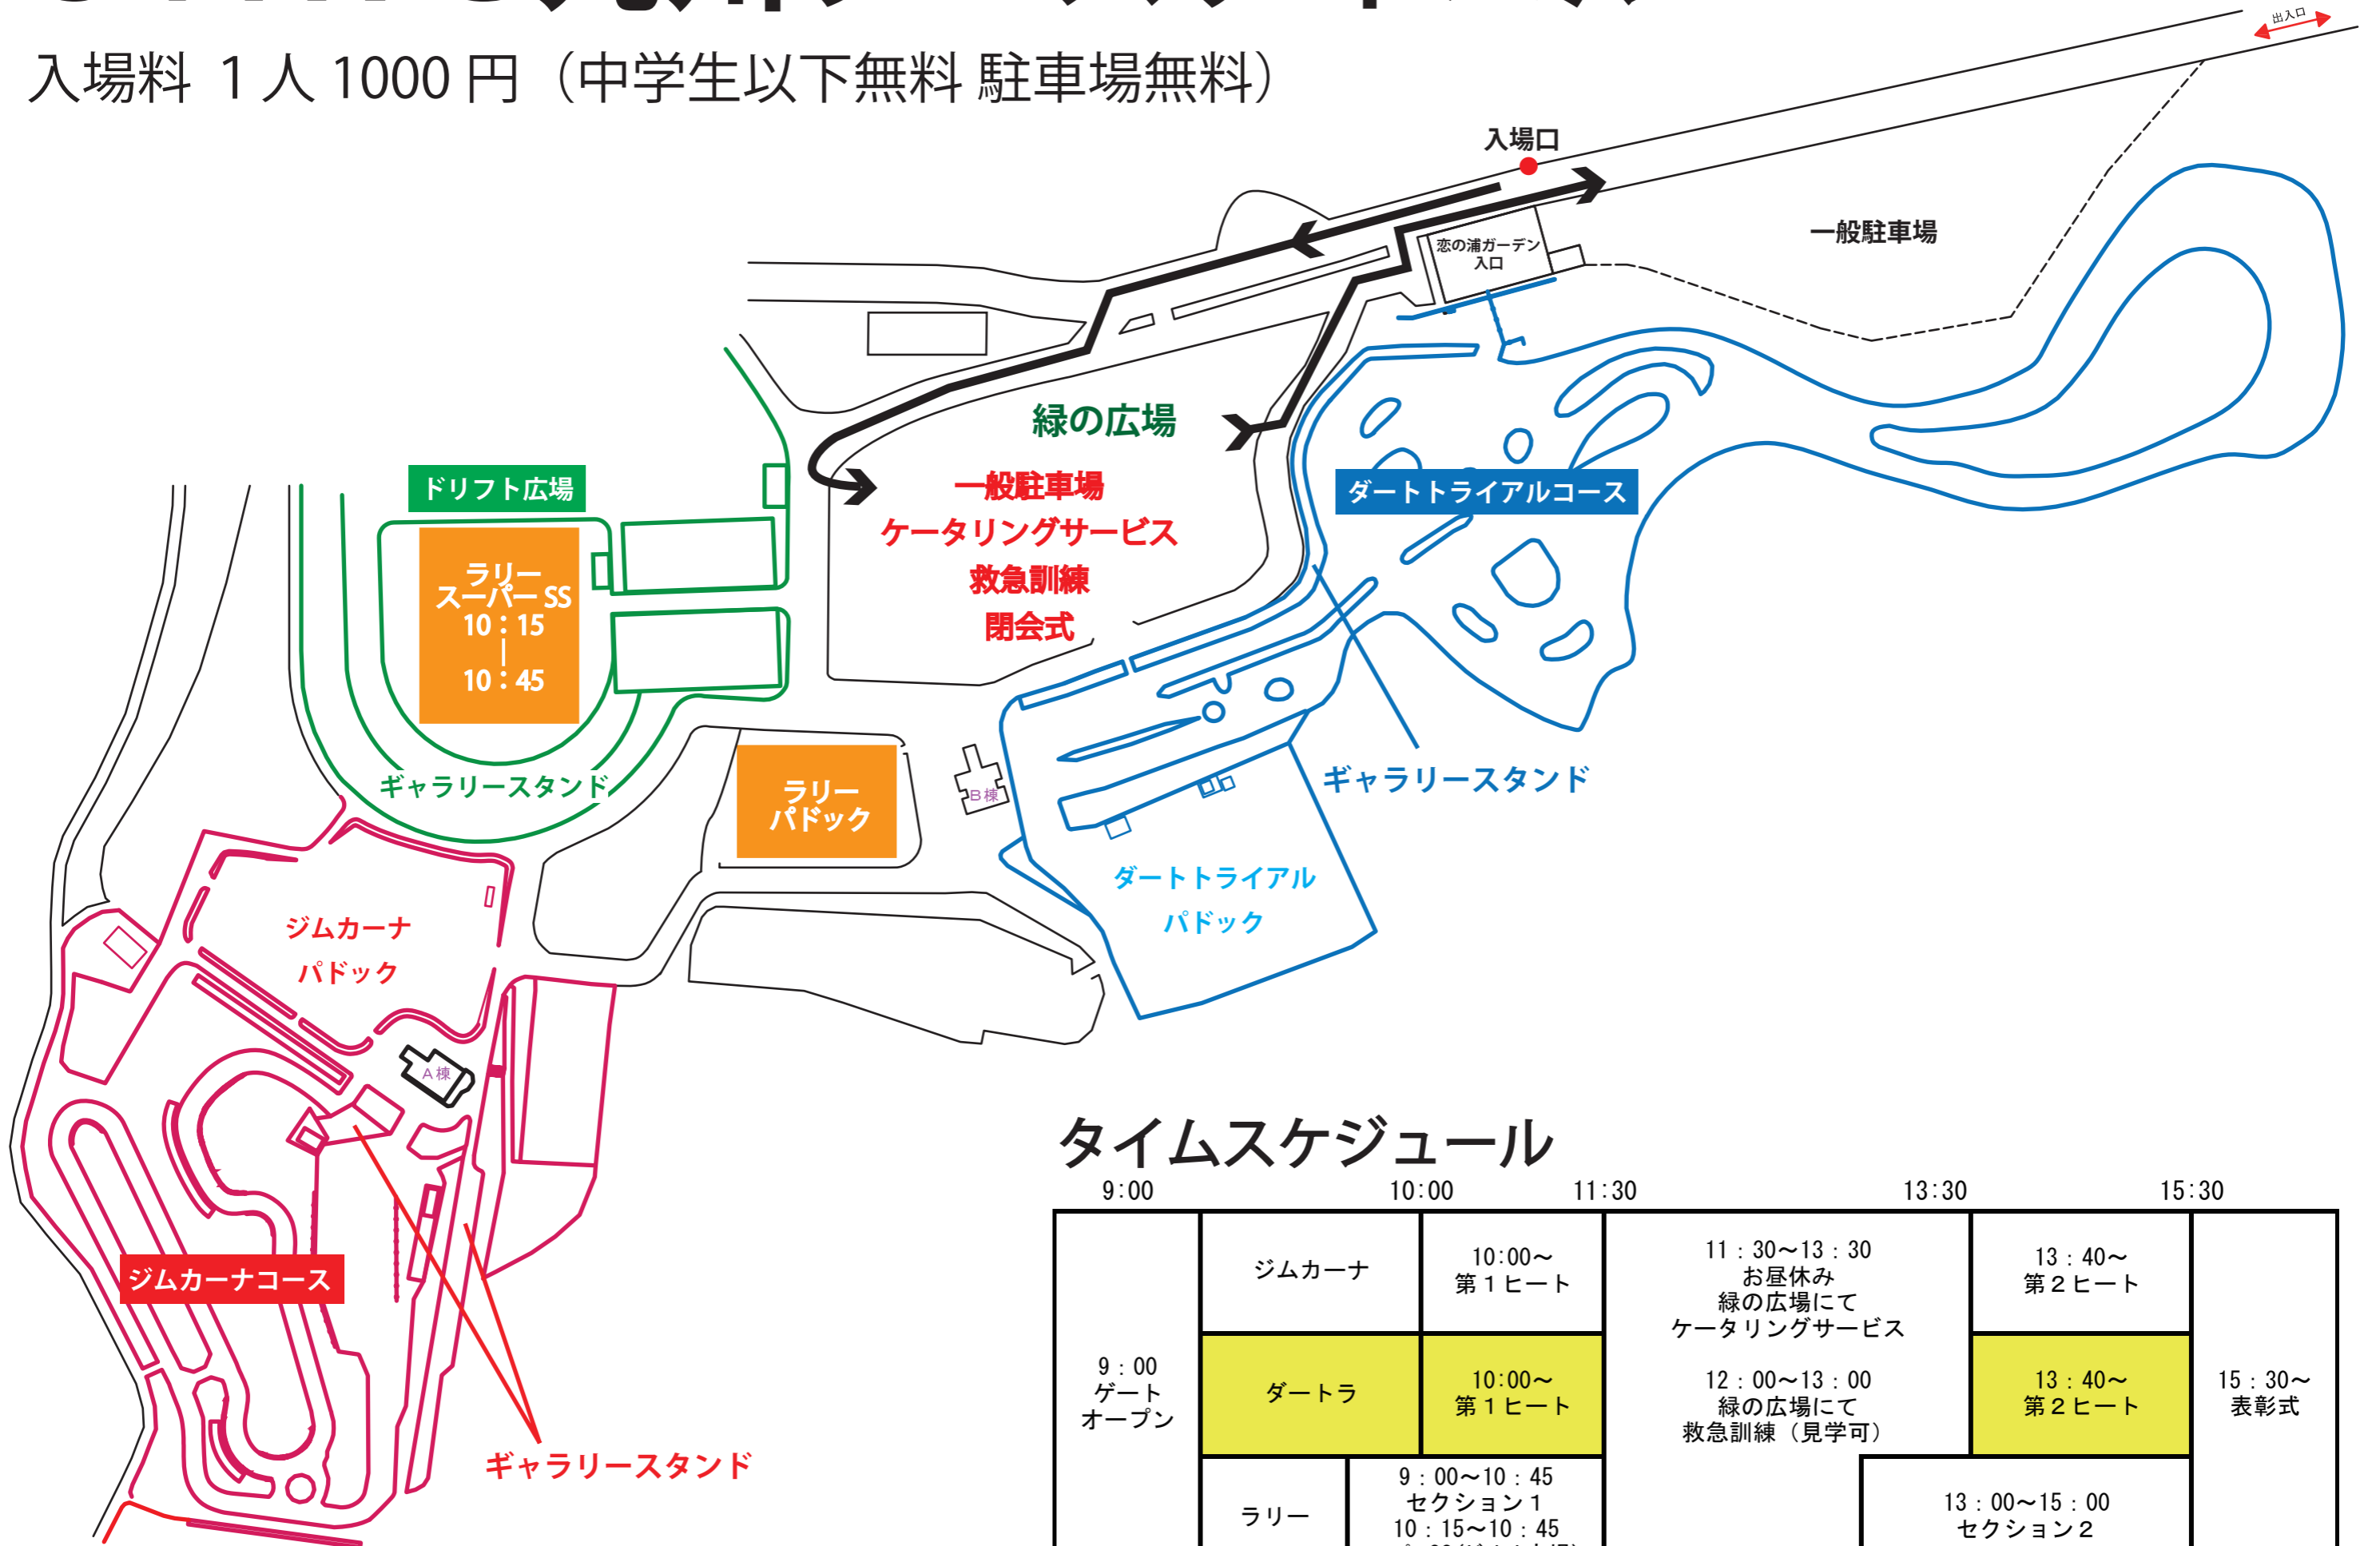 入場料 1人 1000 円（中学生以下無料 駐車場無料）
出入口
入場口
恋の浦ガーデン
入口
一般駐車場
緑の広場
一般駐車場
ケータリングサービス
救急訓練
閉会式
ドリフト広場
ラリー
スーパー SS
10：15
｜
10：45
ギャラリースタンド
ダートトライアルコース
ギャラリースタンド
ラリー
パドック
B棟
ダートトライアル
パドック
ジムカーナ
パドック
A棟
ジムカーナコース
ギャラリースタンド
タイムスケジュール
9:00 10:00 11:30 13:30 15:30
9：00
ゲート
オープン
ジムカーナ
10:00～
第１ヒート
11：30～13：30
お昼休み
緑の広場にて
ケータリングサービス
12：00～13：00
緑の広場にて
救急訓練（見学可）
13：40～
第２ヒート
ダートラ
10:00～
第１ヒート
13：40～
第２ヒート
15：30～
表彰式
ラリー
9：00～10：45
セクション１
10：15～10：45
13：00～15：00
セクション２